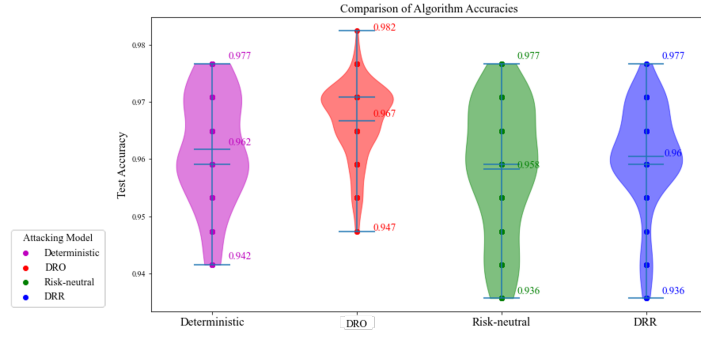 Comparison of Algorithm Accuracies
0.982
0.98
0.977
0.977
0.977
0.97
0.967
0.962
0.96
0.96
0.958
0.95
0.947
0.942
0.94
0.936
0.936
Test Accuracy
Deterministic
DRO
Risk-neutral
DRR
Attacking Model
Deterministic
DRO
Risk-neutral
DRR